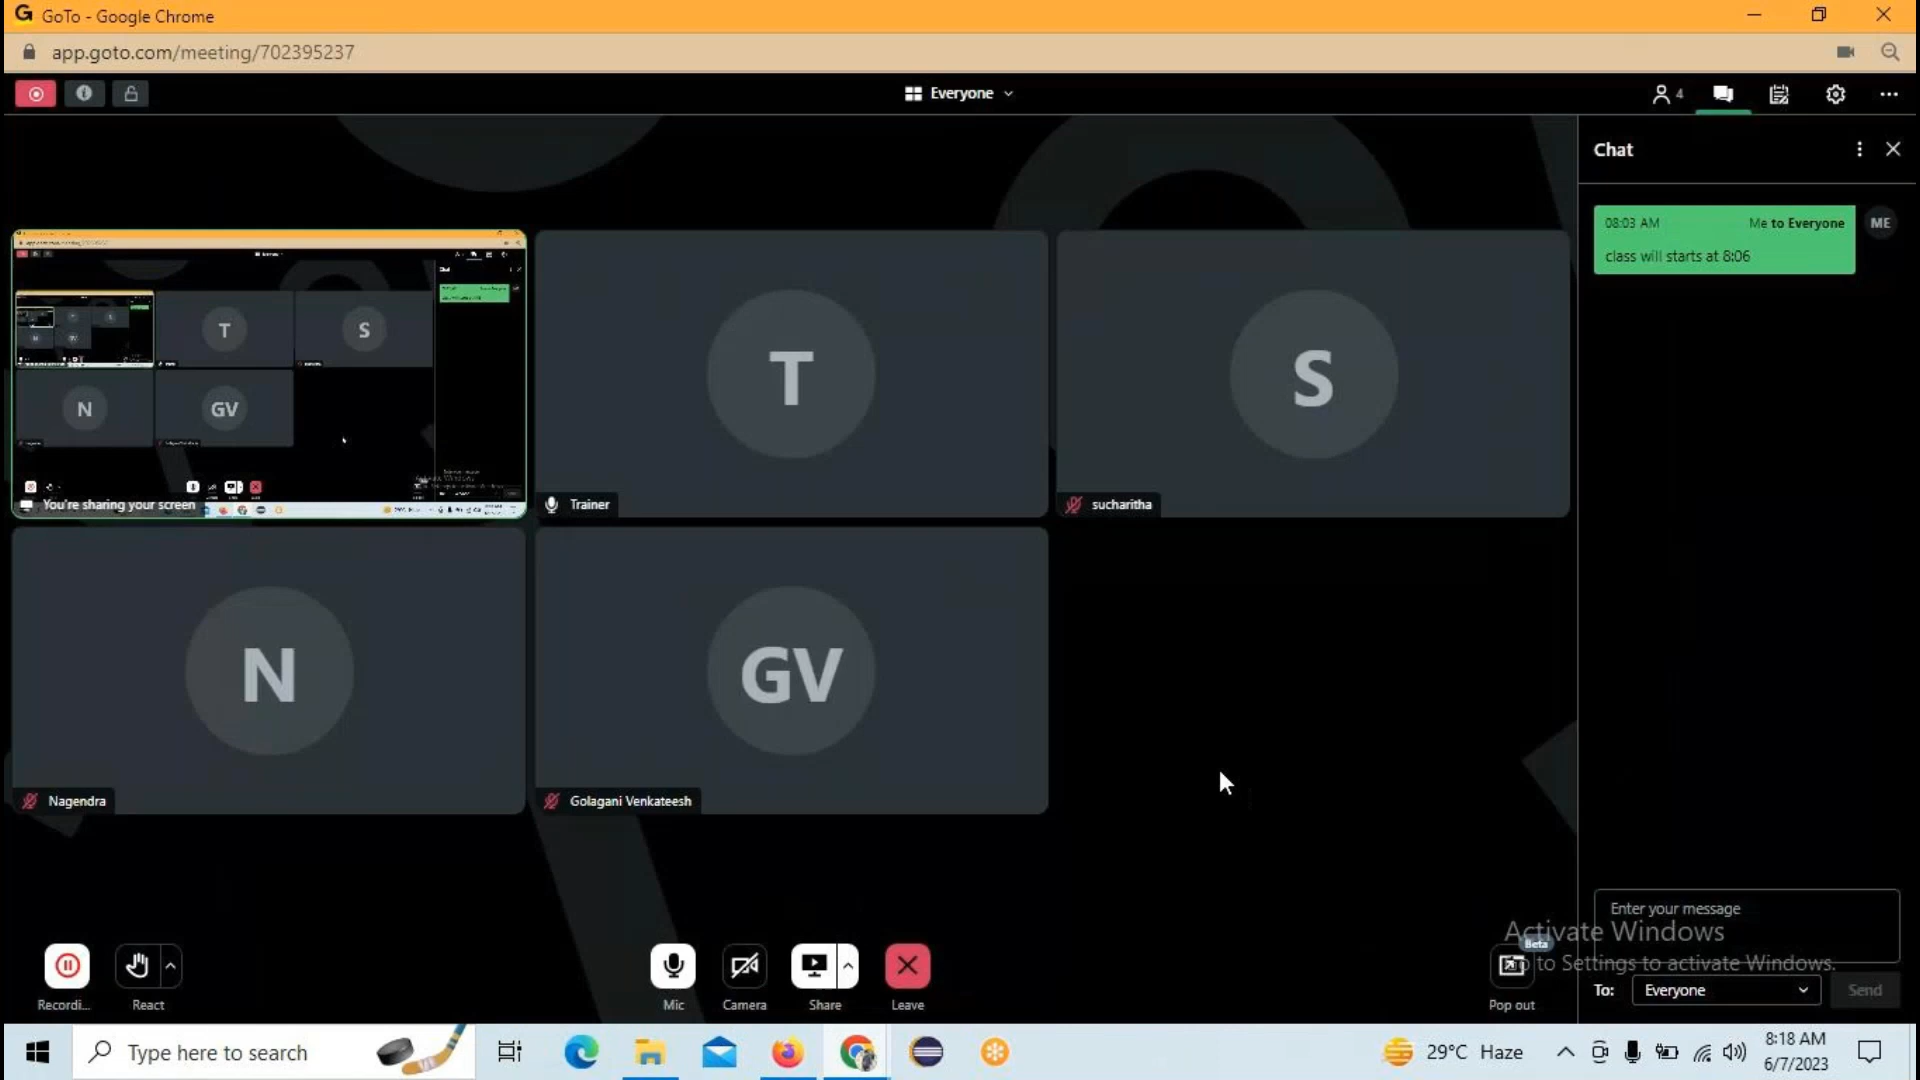 GoTo - Google Chrome
app.goto.com/meeting/702395237
Everyone
4
Chat
08:03 AM Me to Everyone
class will starts at 8:06
ME
T
S
N
GV
You're sharing your screen
T
Trainer
S
sucharitha
N
Nagendra
GV
Golagani Venkateesh
Enter your message
Activate Windows
to Settings to activate Windows.
Beta
To: Everyone Send
Recordi...
React
Mic
Camera
Share
Leave
Pop out
Type here to search
29°C Haze
8:18 AM
6/7/2023